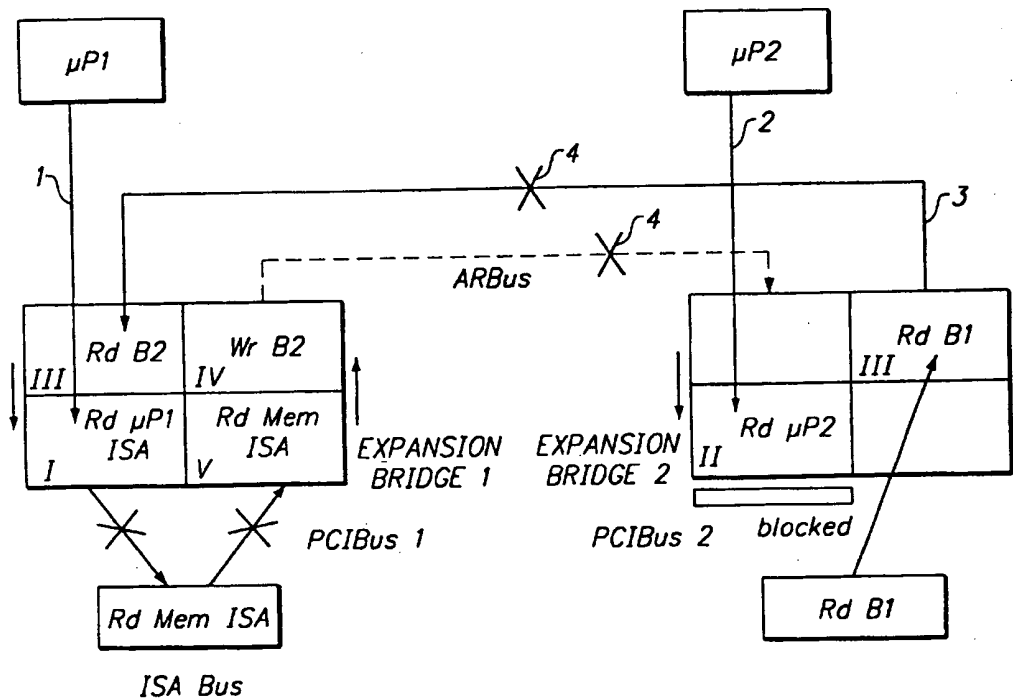 µP1
µP2
1
2
3
4
4
ARBus
Rd B2
III
Wr B2
IV
Rd µP1
ISA
I
Rd Mem
ISA
V
EXPANSION
BRIDGE 1
EXPANSION
BRIDGE 2
Rd B1
III
Rd µP2
II
PCIBus 1
PCIBus 2
blocked
Rd Mem ISA
Rd B1
ISA Bus